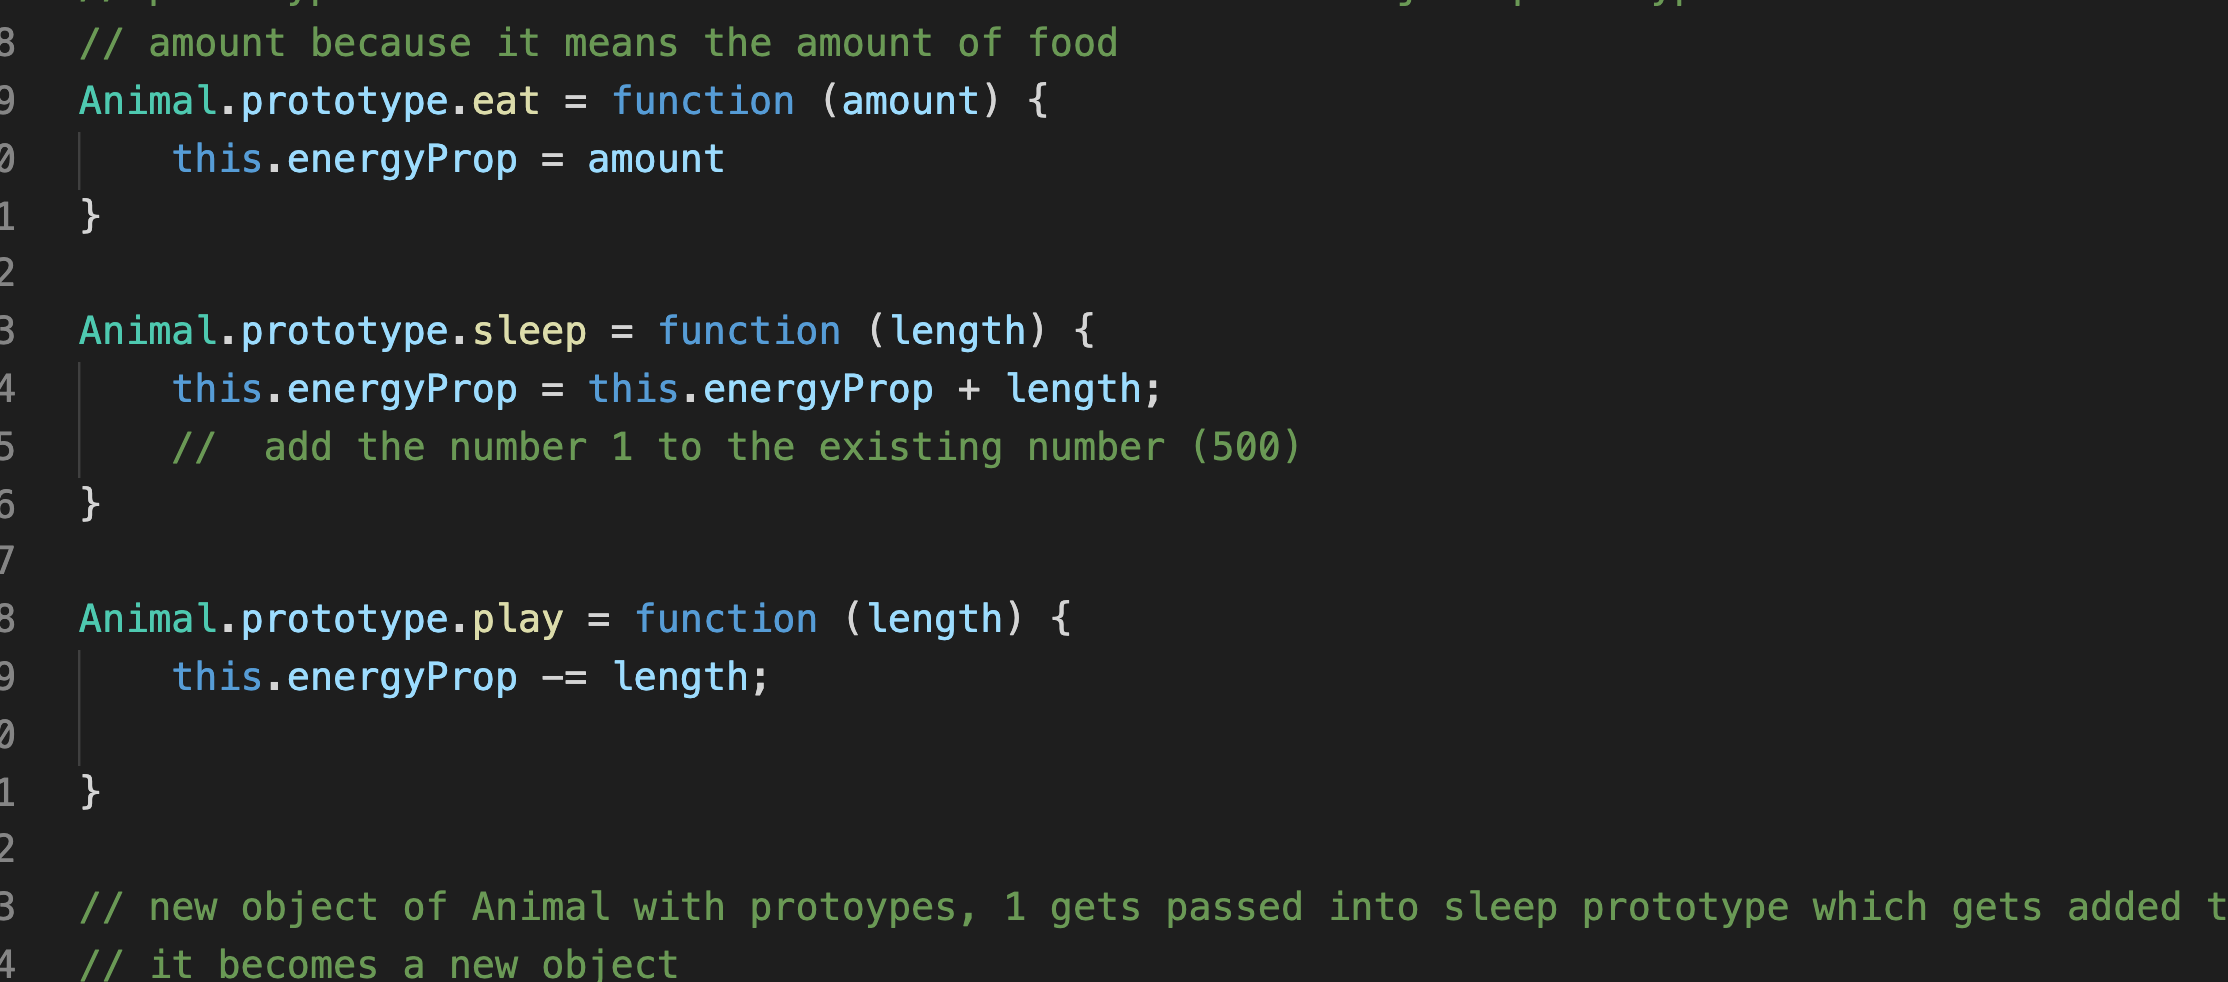 8 // amount because it means the amount of food
9 Animal.prototype.eat = function (amount) {
0 this.energyProp = amount
1 }
2
3 Animal.prototype.sleep = function (length) {
4 this.energyProp = this.energyProp + length;
5 //  add the number 1 to the existing number (500)
6 }
7
8 Animal.prototype.play = function (length) {
9 this.energyProp -= length;
0
1 }
2
3 // new object of Animal with protoypes, 1 gets passed into sleep prototype which gets added t
4 // it becomes a new object